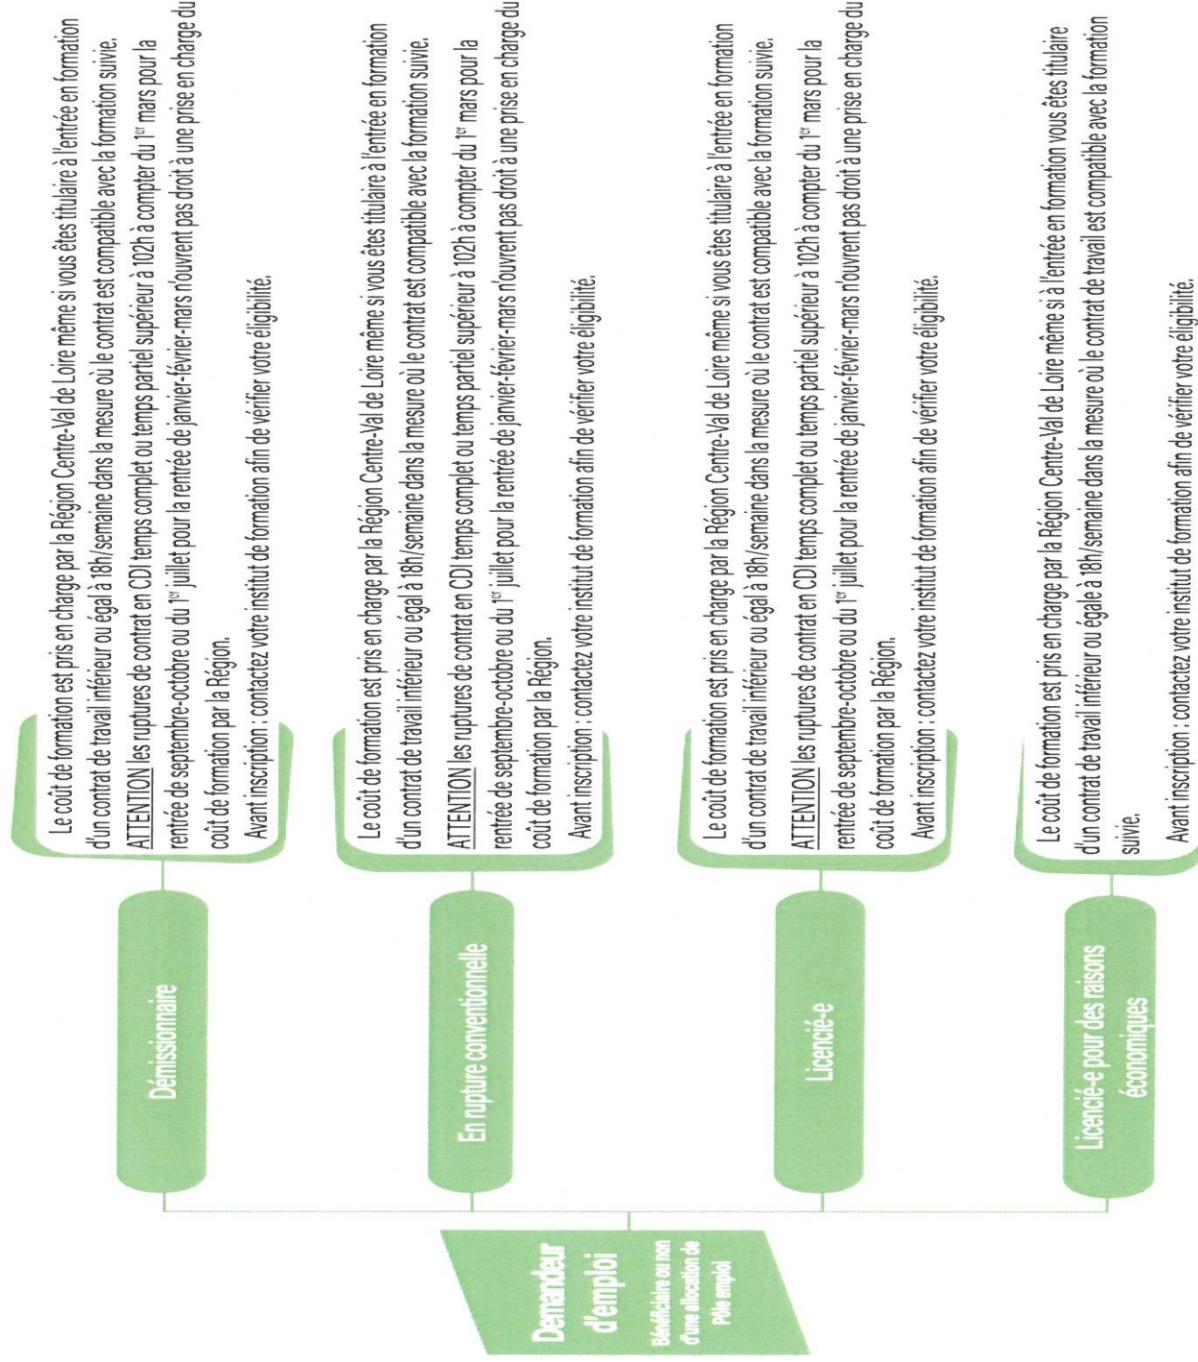 Demandeur
d'emploi
Bénéficiaire ou non
d'une allocation de
Pôle emploi
Démissionnaire
Le coût de formation est pris en charge par la Région Centre-Val de Loire même si vous êtes titulaire à l'entrée en formation
d'un contrat de travail inférieur ou égal à 18h/semaine dans la mesure où le contrat est compatible avec la formation suivie.
ATTENTION les ruptures de contrat en CDI temps complet ou temps partiel supérieur à 102h à compter du 1er mars pour la
rentrée de septembre-octobre ou du 1er juillet pour la rentrée de janvier-février-mars n'ouvrent pas droit à une prise en charge du
coût de formation par la Région.
Avant inscription : contactez votre institut de formation afin de vérifier votre éligibilité.
En rupture conventionnelle
Le coût de formation est pris en charge par la Région Centre-Val de Loire même si vous êtes titulaire à l'entrée en formation
d'un contrat de travail inférieur ou égal à 18h/semaine dans la mesure où le contrat est compatible avec la formation suivie.
ATTENTION les ruptures de contrat en CDI temps complet ou temps partiel supérieur à 102h à compter du 1er mars pour la
rentrée de septembre-octobre ou du 1er juillet pour la rentrée de janvier-février-mars n'ouvrent pas droit à une prise en charge du
coût de formation par la Région.
Avant inscription : contactez votre institut de formation afin de vérifier votre éligibilité.
Licencié-e
Le coût de formation est pris en charge par la Région Centre-Val de Loire même si vous êtes titulaire à l'entrée en formation
d'un contrat de travail inférieur ou égal à 18h/semaine dans la mesure où le contrat est compatible avec la formation suivie.
ATTENTION les ruptures de contrat en CDI temps complet ou temps partiel supérieur à 102h à compter du 1er mars pour la
rentrée de septembre-octobre ou du 1er juillet pour la rentrée de janvier-février-mars n'ouvrent pas droit à une prise en charge du
coût de formation par la Région.
Avant inscription : contactez votre institut de formation afin de vérifier votre éligibilité.
Licencié-e pour des raisons
économiques
Le coût de formation est pris en charge par la Région Centre-Val de Loire même si à l'entrée en formation vous êtes titulaire
d'un contrat de travail inférieur ou égale à 18h/semaine dans la mesure où le contrat de travail est compatible avec la formation
suivie.
Avant inscription : contactez votre institut de formation afin de vérifier votre éligibilité.